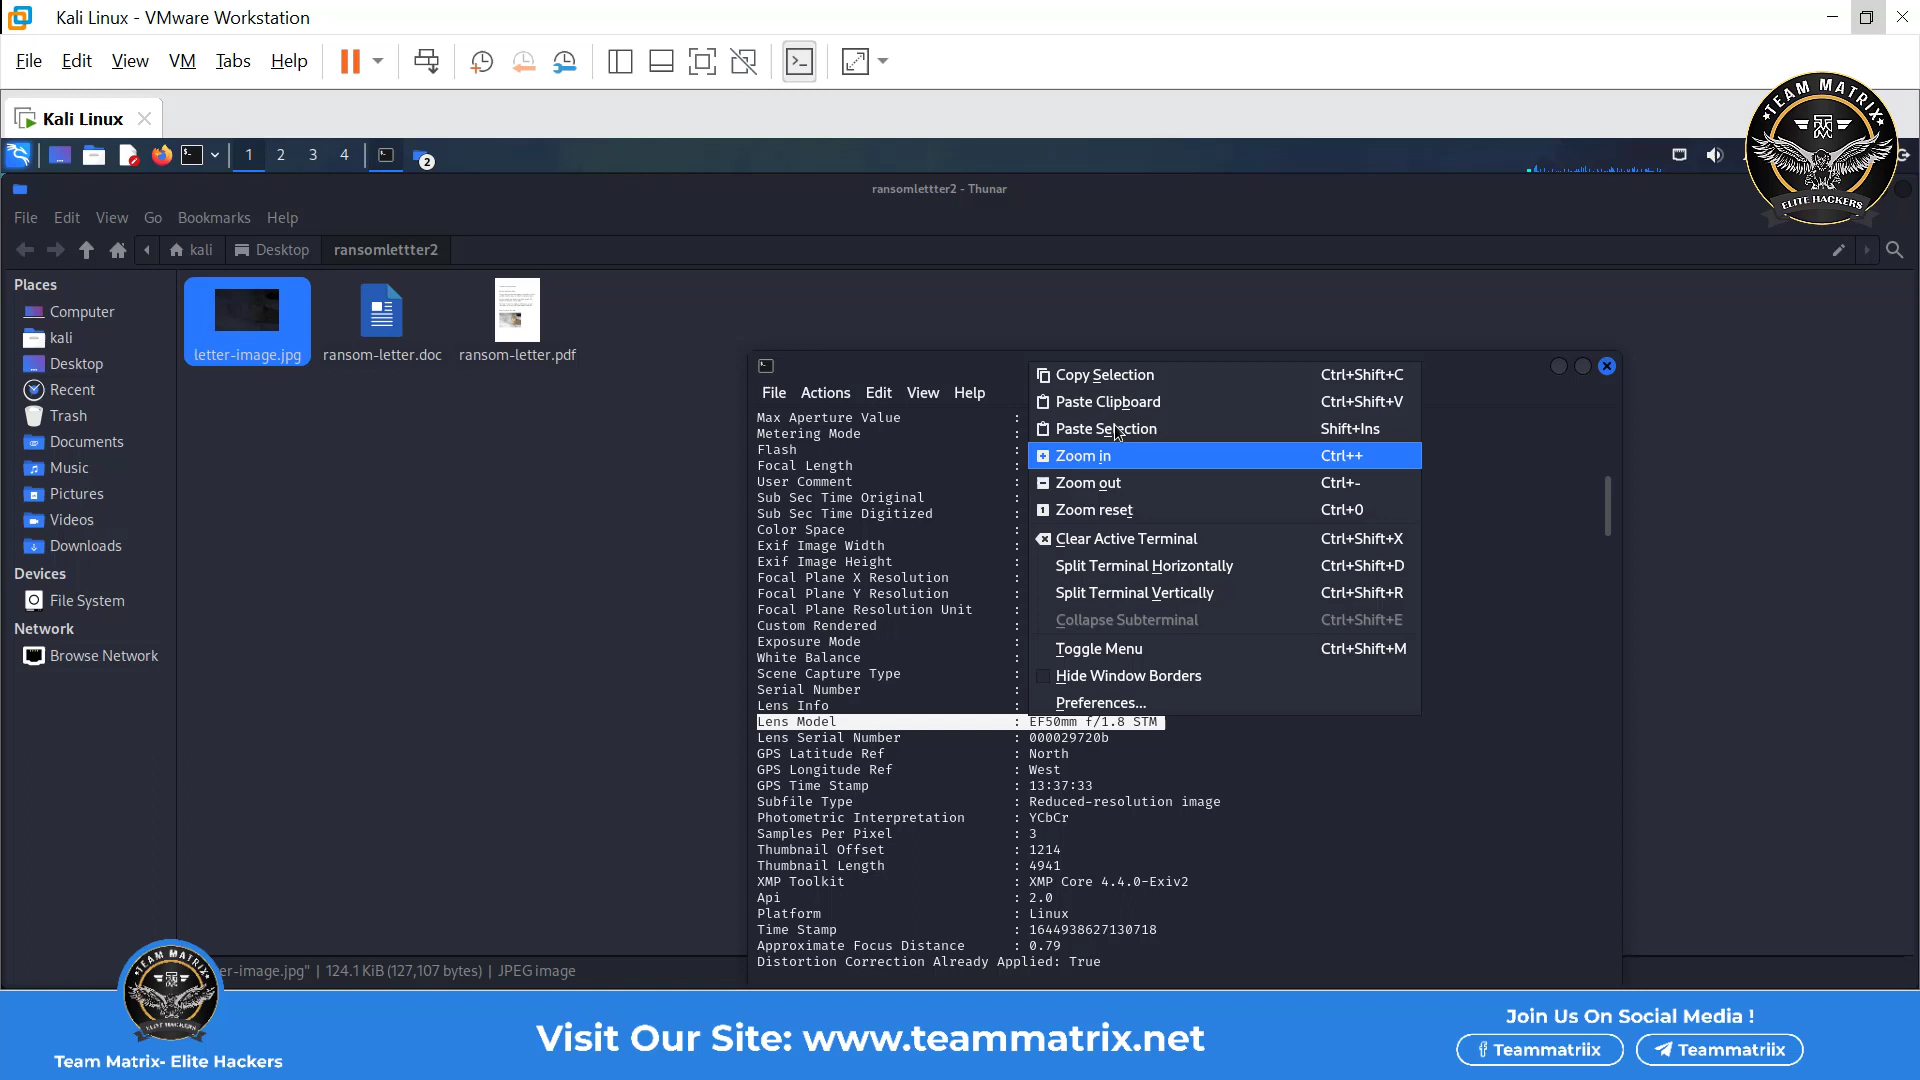 Kali Linux - VMware Workstation
File Edit View VM Tabs Help
Kali Linux
1 2 3 4
2
TEAM MATRIX
ELITE HACKERS
ransomlettter2 - Thunar
File Edit View Go Bookmarks Help
kali Desktop ransomlettter2
Places
Computer
kali
Desktop
Recent
Trash
Documents
Music
Pictures
Videos
Downloads
Devices
File System
Network
Browse Network
letter-image.jpg ransom-letter.doc ransom-letter.pdf
File Actions Edit View Help
Max Aperture Value :
Metering Mode :
Flash :
Focal Length :
User Comment :
Sub Sec Time Original :
Sub Sec Time Digitized :
Color Space :
Exif Image Width :
Exif Image Height :
Focal Plane X Resolution :
Focal Plane Y Resolution :
Focal Plane Resolution Unit :
Custom Rendered :
Exposure Mode :
White Balance :
Scene Capture Type :
Serial Number :
Lens Info :
Lens Model : EF50mm f/1.8 STM
Lens Serial Number : 000029720b
GPS Latitude Ref : North
GPS Longitude Ref : West
GPS Time Stamp : 13:37:33
Subfile Type : Reduced-resolution image
Photometric Interpretation : YCbCr
Samples Per Pixel : 3
Thumbnail Offset : 1214
Thumbnail Length : 4941
XMP Toolkit : XMP Core 4.4.0-Exiv2
Api : 2.0
Platform : Linux
Time Stamp : 1644938627130718
Approximate Focus Distance : 0.79
Distortion Correction Already Applied: True
Copy Selection Ctrl+Shift+C
Paste Clipboard Ctrl+Shift+V
Paste Selection Shift+Ins
Zoom in Ctrl++
Zoom out Ctrl+-
Zoom reset Ctrl+0
Clear Active Terminal Ctrl+Shift+X
Split Terminal Horizontally Ctrl+Shift+D
Split Terminal Vertically Ctrl+Shift+R
Collapse Subterminal Ctrl+Shift+E
Toggle Menu Ctrl+Shift+M
Hide Window Borders
Preferences...
er-image.jpg" | 124.1 KiB (127,107 bytes) | JPEG image
TEAM MATRIX
ELITE HACKERS
Team Matrix- Elite Hackers
Visit Our Site: www.teammatrix.net
Join Us On Social Media !
Teammatriix Teammatriix